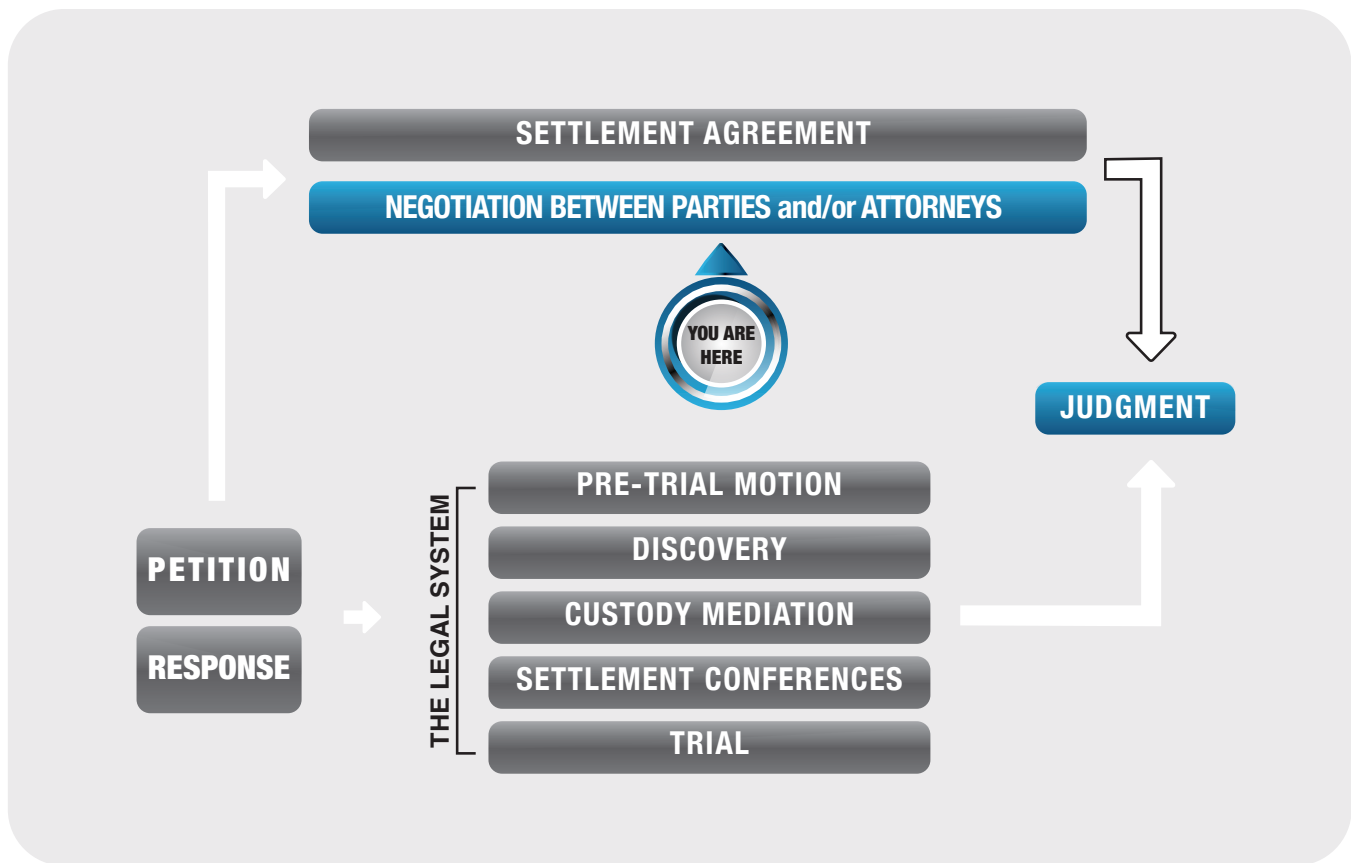 SETTLEMENT AGREEMENT
NEGOTIATION BETWEEN PARTIES and/or ATTORNEYS
YOU ARE
HERE
JUDGMENT
PETITION
RESPONSE
THE LEGAL SYSTEM
PRE-TRIAL MOTION
DISCOVERY
CUSTODY MEDIATION
SETTLEMENT CONFERENCES
TRIAL